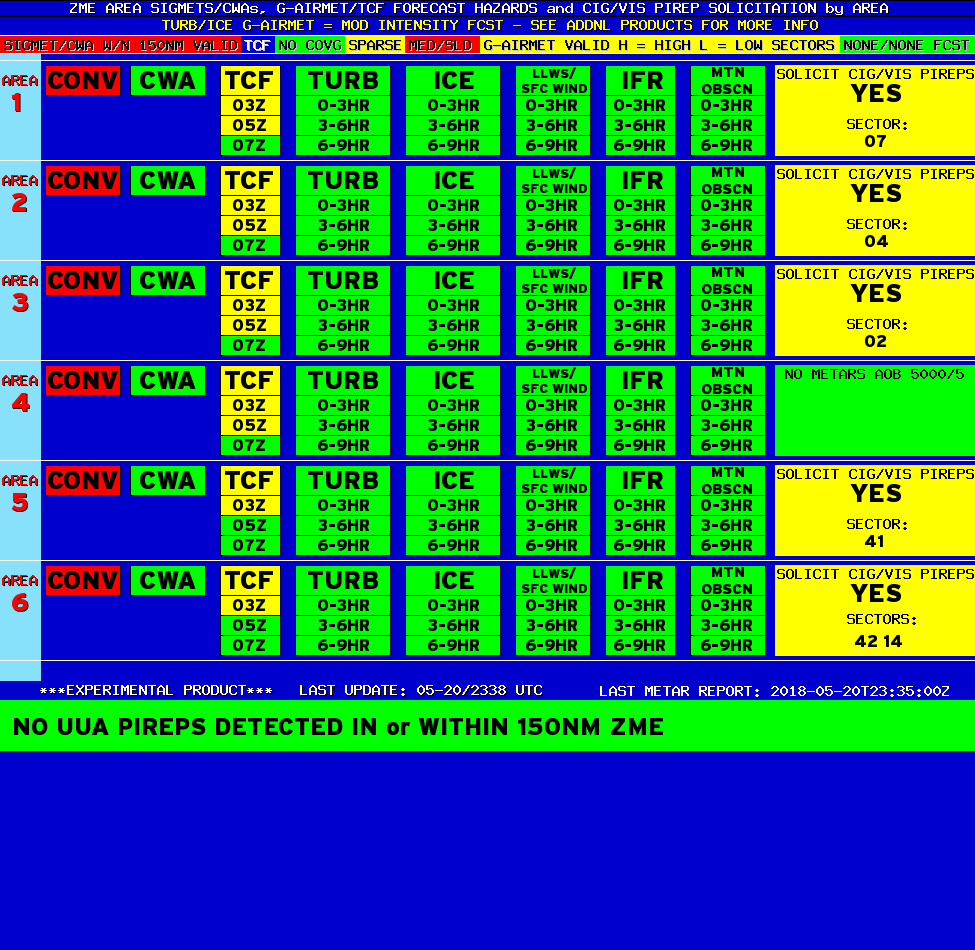 ZME AREA SIGMETS/CWAs, G-AIRMET/TCF FORECAST HAZARDS and CIG/VIS PIREP SOLICITATION by AREA
TURB/ICE G-AIRMET = MOD INTENSITY FCST - SEE ADDNL PRODUCTS FOR MORE INFO
SIGMET/CWA W/N 150NM VALID TCF NO COVG SPARSE MED/SLD G-AIRMET VALID H = HIGH L = LOW SECTORS NONE/NONE FCST
AREA 1
CONV CWA TCF TURB ICE LLWS/ SFC WIND IFR MTN OBSCN SOLICIT CIG/VIS PIREPS
YES
03Z 0-3HR 0-3HR 0-3HR 0-3HR 0-3HR
05Z 3-6HR 3-6HR 3-6HR 3-6HR 3-6HR SECTOR:
07Z 6-9HR 6-9HR 6-9HR 6-9HR 6-9HR 07
AREA 2
CONV CWA TCF TURB ICE LLWS/ SFC WIND IFR MTN OBSCN SOLICIT CIG/VIS PIREPS
YES
03Z 0-3HR 0-3HR 0-3HR 0-3HR 0-3HR
05Z 3-6HR 3-6HR 3-6HR 3-6HR 3-6HR SECTOR:
07Z 6-9HR 6-9HR 6-9HR 6-9HR 6-9HR 04
AREA 3
CONV CWA TCF TURB ICE LLWS/ SFC WIND IFR MTN OBSCN SOLICIT CIG/VIS PIREPS
YES
03Z 0-3HR 0-3HR 0-3HR 0-3HR 0-3HR
05Z 3-6HR 3-6HR 3-6HR 3-6HR 3-6HR SECTOR:
07Z 6-9HR 6-9HR 6-9HR 6-9HR 6-9HR 02
AREA 4
CONV CWA TCF TURB ICE LLWS/ SFC WIND IFR MTN OBSCN NO METARS AOB 5000/5
03Z 0-3HR 0-3HR 0-3HR 0-3HR 0-3HR
05Z 3-6HR 3-6HR 3-6HR 3-6HR 3-6HR
07Z 6-9HR 6-9HR 6-9HR 6-9HR 6-9HR
AREA 5
CONV CWA TCF TURB ICE LLWS/ SFC WIND IFR MTN OBSCN SOLICIT CIG/VIS PIREPS
YES
03Z 0-3HR 0-3HR 0-3HR 0-3HR 0-3HR
05Z 3-6HR 3-6HR 3-6HR 3-6HR 3-6HR SECTOR:
07Z 6-9HR 6-9HR 6-9HR 6-9HR 6-9HR 41
AREA 6
CONV CWA TCF TURB ICE LLWS/ SFC WIND IFR MTN OBSCN SOLICIT CIG/VIS PIREPS
YES
03Z 0-3HR 0-3HR 0-3HR 0-3HR 0-3HR
05Z 3-6HR 3-6HR 3-6HR 3-6HR 3-6HR SECTORS:
07Z 6-9HR 6-9HR 6-9HR 6-9HR 6-9HR 42 14
***EXPERIMENTAL PRODUCT*** LAST UPDATE: 05-20/2338 UTC LAST METAR REPORT: 2018-05-20T23:35:00Z
NO UUA PIREPS DETECTED IN or WITHIN 150NM ZME